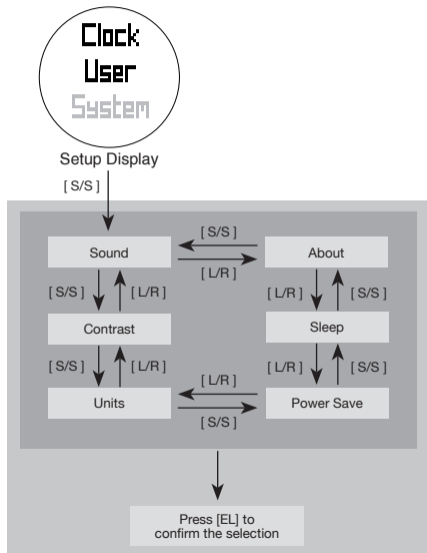 Clock
User
System
Setup Display
[ S/S ]
[ S/S ]
Sound
About
[ L/R ]
[ S/S ]
[ L/R ]
[ L/R ]
[ S/S ]
Contrast
Sleep
[ S/S ]
[ L/R ]
[ L/R ]
[ S/S ]
[ L/R ]
Units
Power Save
[ S/S ]
Press [EL] to
confirm the selection